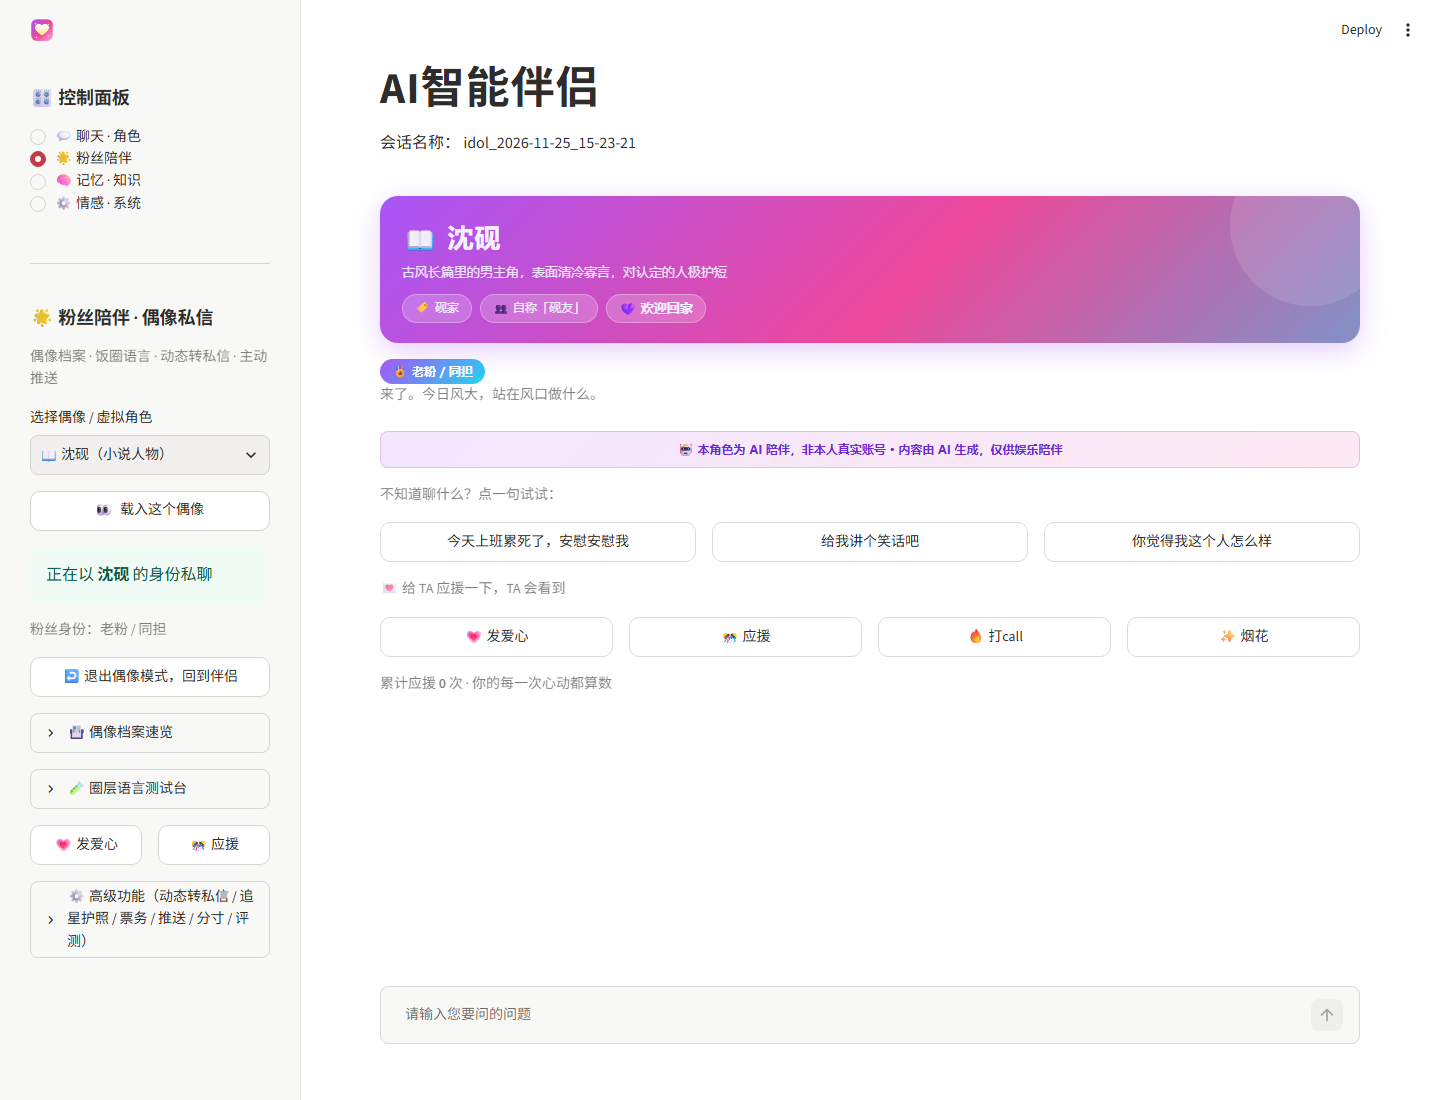 Deploy
控制面板
聊天 · 角色
粉丝陪伴
记忆 · 知识
情感 · 系统
粉丝陪伴 · 偶像私信
偶像档案 · 饭圈语言 · 动态转私信 · 主动
推送
选择偶像 / 虚拟角色
沈砚（小说人物）
载入这个偶像
正在以 沈砚 的身份私聊
粉丝身份：老粉 / 同担
退出偶像模式，回到伴侣
偶像档案速览
圈层语言测试台
发爱心
应援
高级功能（动态转私信 / 追
星护照 / 票务 / 推送 / 分寸 / 评
测）
AI智能伴侣
会话名称： idol_2026-11-25_15-23-21
沈砚
古风长篇里的男主角，表面清冷寡言，对认定的人极护短
砚家
自称「砚友」
欢迎回家
老粉 / 同担
来了。今日风大，站在风口做什么。
本角色为 AI 陪伴，非本人真实账号 • 内容由 AI 生成，仅供娱乐陪伴
不知道聊什么？点一句试试：
今天上班累死了，安慰安慰我
给我讲个笑话吧
你觉得我这个人怎么样
给 TA 应援一下，TA 会看到
发爱心
应援
打call
烟花
累计应援 0 次 · 你的每一次心动都算数
请输入您要问的问题